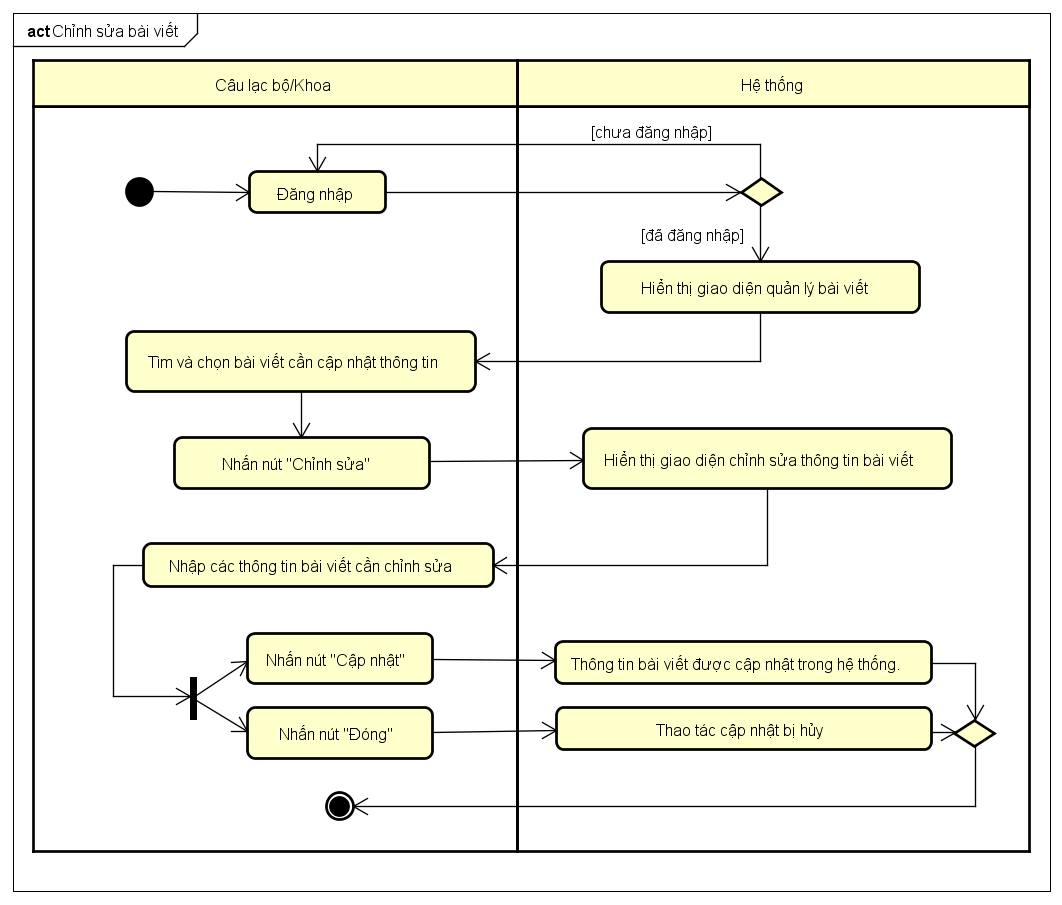 act Chỉnh sửa bài viết
Câu lạc bộ/Khoa
Hệ thống
[chưa đăng nhập]
Đăng nhập
[đã đăng nhập]
Hiển thị giao diện quản lý bài viết
Tìm và chọn bài viết cần cập nhật thông tin
Nhấn nút "Chỉnh sửa"
Hiển thị giao diện chỉnh sửa thông tin bài viết
Nhập các thông tin bài viết cần chỉnh sửa
Nhấn nút "Cập nhật"
Thông tin bài viết được cập nhật trong hệ thống.
Nhấn nút "Đóng"
Thao tác cập nhật bị hủy